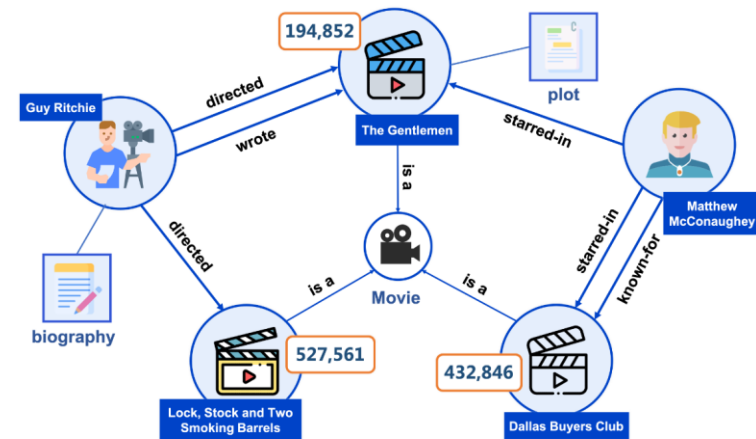 194,852
C
directed
Guy Ritchie
plot
wrote
The Gentlemen
starred-in
is a
Matthew
McConaughey
directed
starred-in
known-for
Movie
is a
is a
biography
527,561
432,846
Lock, Stock and Two
Smoking Barrels
Dallas Buyers Club